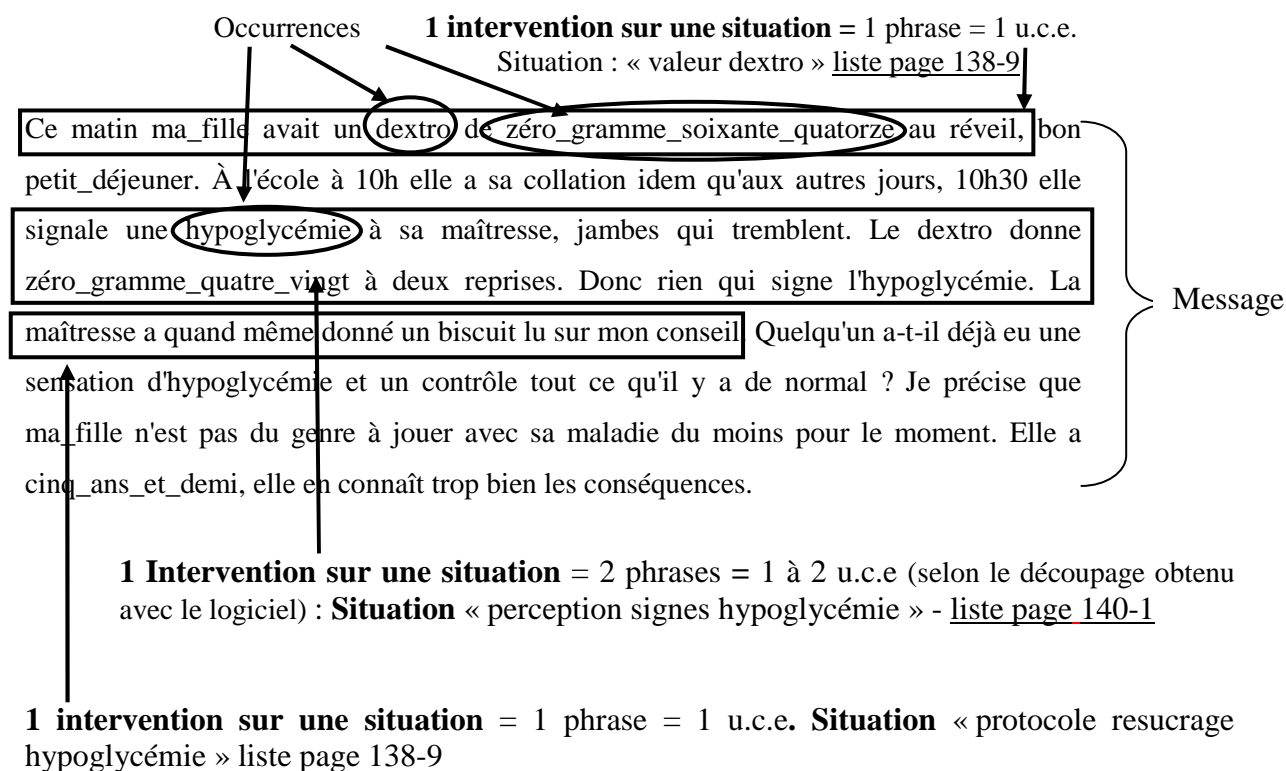 Occurrences 1 intervention sur une situation = 1 phrase = 1 u.c.e.
Situation : « valeur dextro » liste page 138-9
Ce matin ma_fille avait un dextro de zéro_gramme_soixante_quatorze au réveil, bon
petit_déjeuner. À l'école à 10h elle a sa collation idem qu'aux autres jours, 10h30 elle
signale une hypoglycémie à sa maîtresse, jambes qui tremblent. Le dextro donne
zéro_gramme_quatre_vingt à deux reprises. Donc rien qui signe l'hypoglycémie. La
maîtresse a quand même donné un biscuit lu sur mon conseil. Quelqu'un a-t-il déjà eu une
sensation d'hypoglycémie et un contrôle tout ce qu'il y a de normal ? Je précise que
ma_fille n'est pas du genre à jouer avec sa maladie du moins pour le moment. Elle a
cinq_ans_et_demi, elle en connaît trop bien les conséquences.
Message
1 Intervention sur une situation = 2 phrases = 1 à 2 u.c.e (selon le découpage obtenu
avec le logiciel) : Situation « perception signes hypoglycémie » - liste page 140-1
1 intervention sur une situation = 1 phrase = 1 u.c.e. Situation « protocole resucrage
hypoglycémie » liste page 138-9